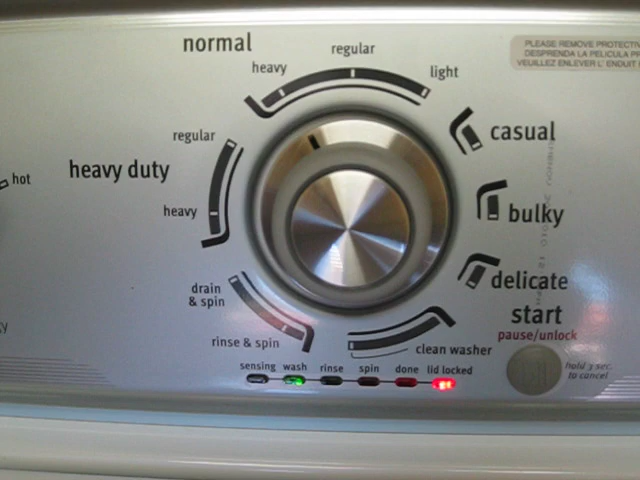 normal
regular
heavy
light
PLEASE REMOVE PROTECTIV
DESPRENDA LA PELICULA PR
VEUILLEZ ENLEVER L' ENDUIT
regular
casual
heavy duty
hot
heavy
bulky
delicate
drain
& spin
start
pause/unlock
rinse & spin
clean washer
hold 3 sec.
to cancel
sensing wash rinse spin done lid locked